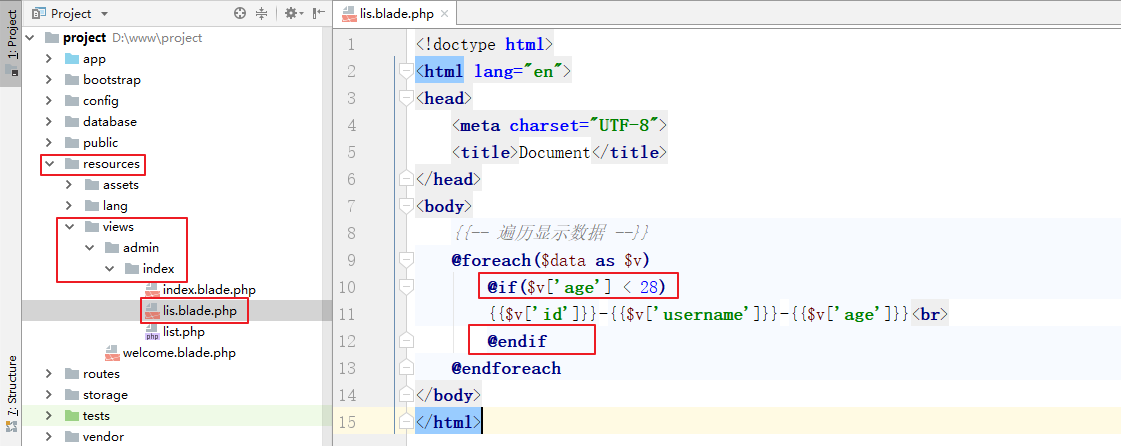 1: Project
7: Structure
Project
project D:\www\project
app
bootstrap
config
database
public
resources
assets
lang
views
admin
index
index.blade.php
lis.blade.php
list.php
welcome.blade.php
routes
storage
tests
vendor
lis.blade.php
1 <!doctype html>
2 <html lang="en">
3 <head>
4 <meta charset="UTF-8">
5 <title>Document</title>
6 </head>
7 <body>
8 {{-- 遍历显示数据 --}}
9 @foreach($data as $v)
10 @if($v['age'] < 28)
11 {{$v['id']}}-{{$v['username']}}-{{$v['age']}}<br>
12 @endif
13 @endforeach
14 </body>
15 </html>